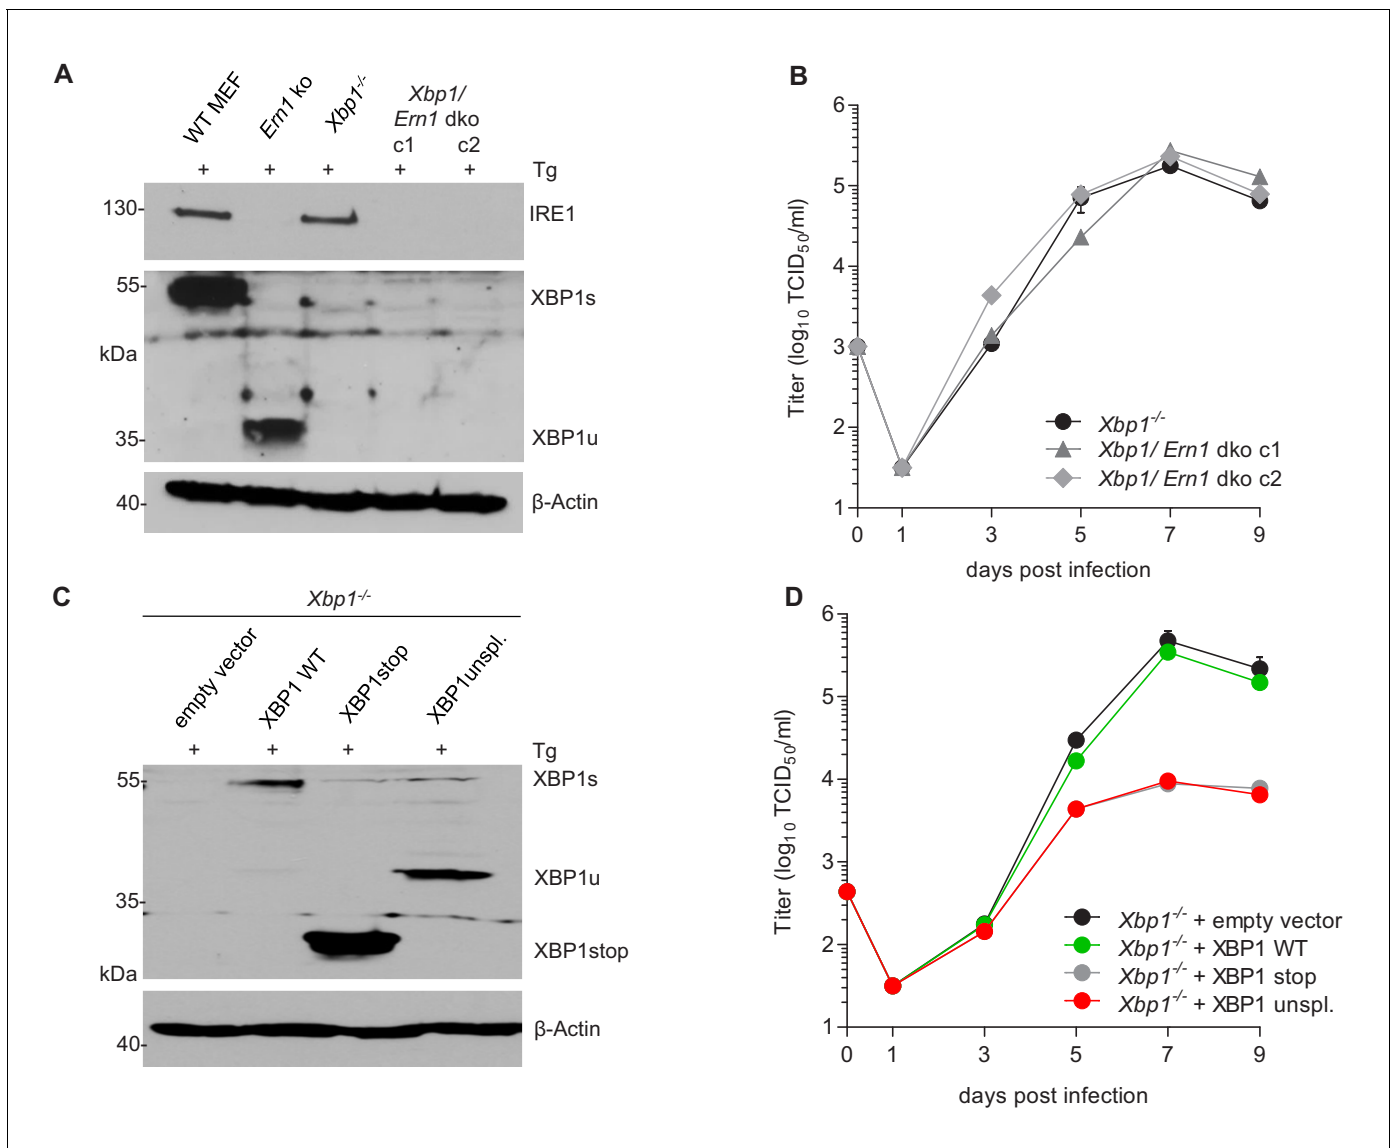 A
WT MEF
Ern1 ko
Xbp1-/-
Xbp1/
Ern1 dko
c1 c2
+ + + + + Tg
130- IRE1
55- XBP1s
kDa
35- XBP1u
40- β-Actin
B
Titer (log10 TCID50/ml)
6
5
4
3
2
1
Xbp1-/-
Xbp1/ Ern1 dko c1
Xbp1/ Ern1 dko c2
0 1 3 5 7 9
days post infection
C
Xbp1-/-
empty vector
XBP1 WT
XBP1stop
XBP1unspl.
+ + + + Tg
55- XBP1s
XBP1u
35-
XBP1stop
kDa
β-Actin
40-
D
Titer (log10 TCID50/ml)
6
5
4
3
2
1
Xbp1-/- + empty vector
Xbp1-/- + XBP1 WT
Xbp1-/- + XBP1 stop
Xbp1-/- + XBP1 unspl.
0 1 3 5 7 9
days post infection